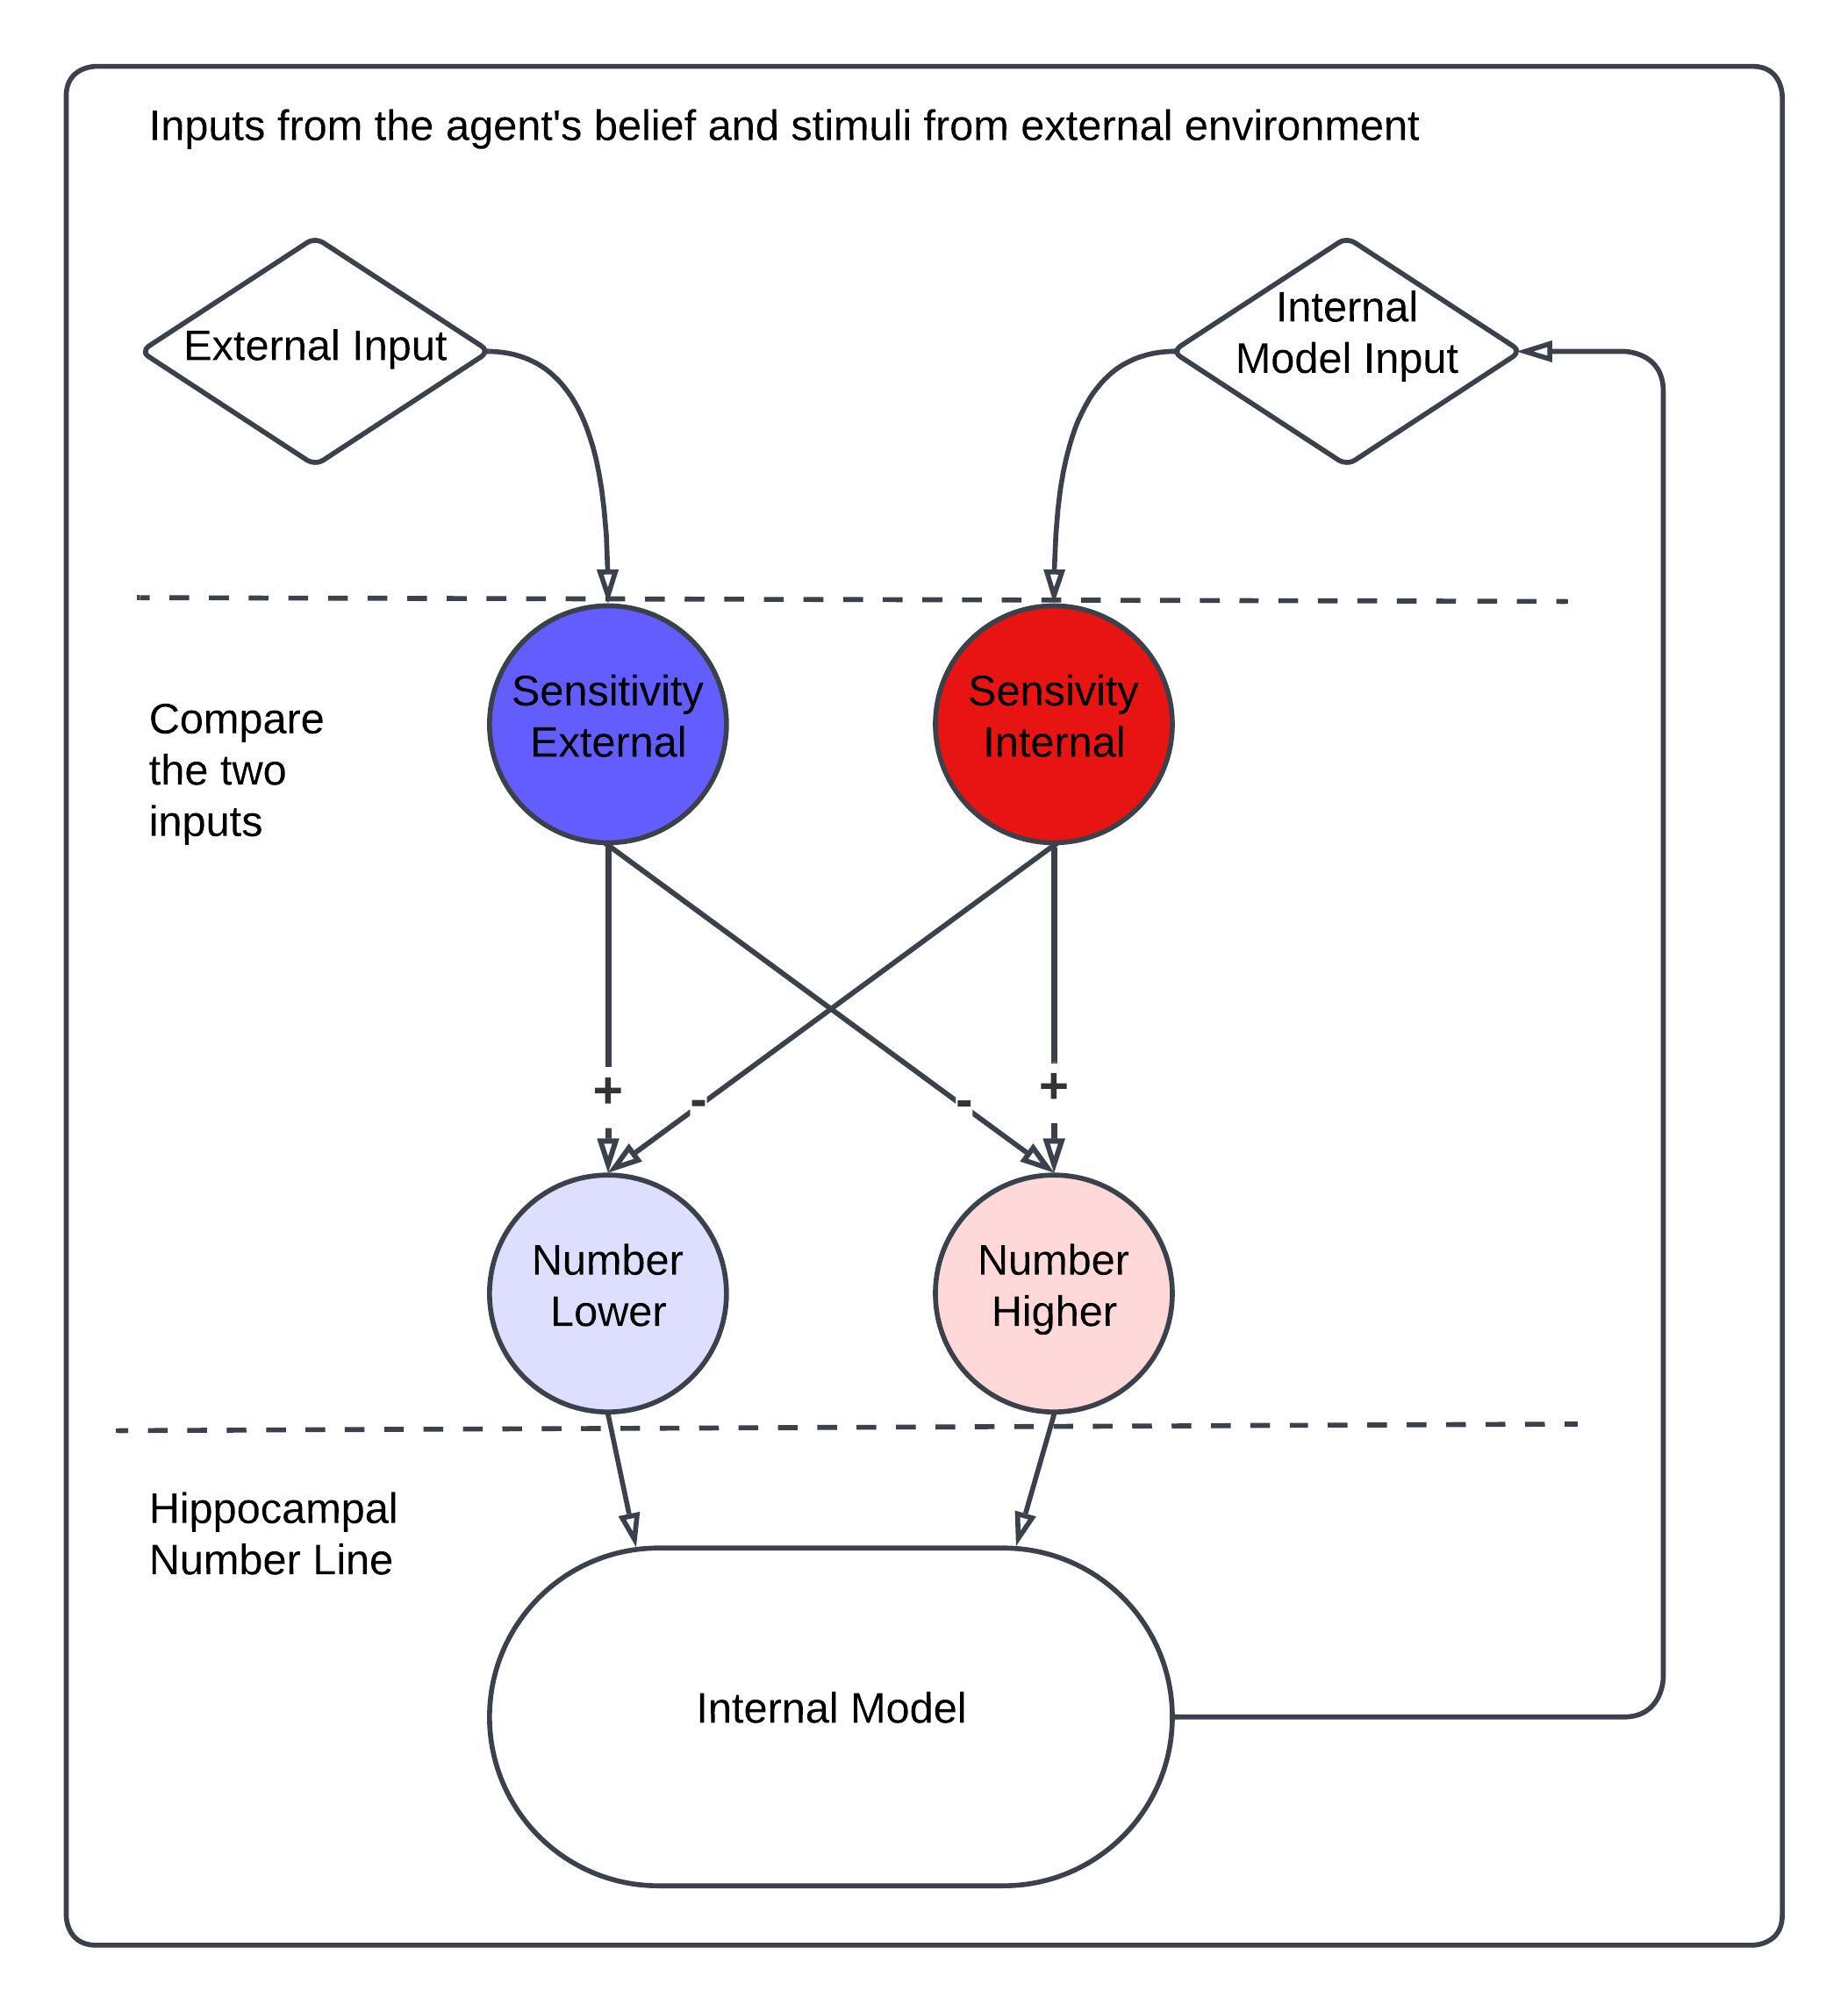 Inputs from the agent's belief and stimuli from external environment
External Input
Internal
Model Input
Compare
the two
inputs
Sensitivity
External
Sensivity
Internal
+
-
-
+
Number
Lower
Number
Higher
Hippocampal
Number Line
Internal Model